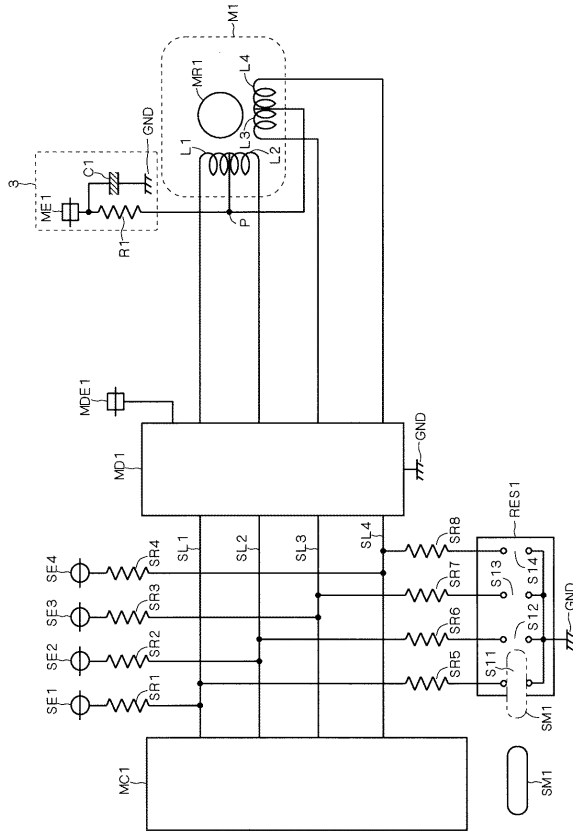 M1
MR1
L4
L3
L1
L2
3
ME1
C1
GND
R1
P
MDE1
MD1
GND
SE4
SE3
SE2
SE1
SR4
SR3
SR2
SR1
SL1
SL2
SL3
SL4
SR8
SR7
SR6
SR5
RES1
S13
S14
S12
S11
GND
SM1
MC1
SM1